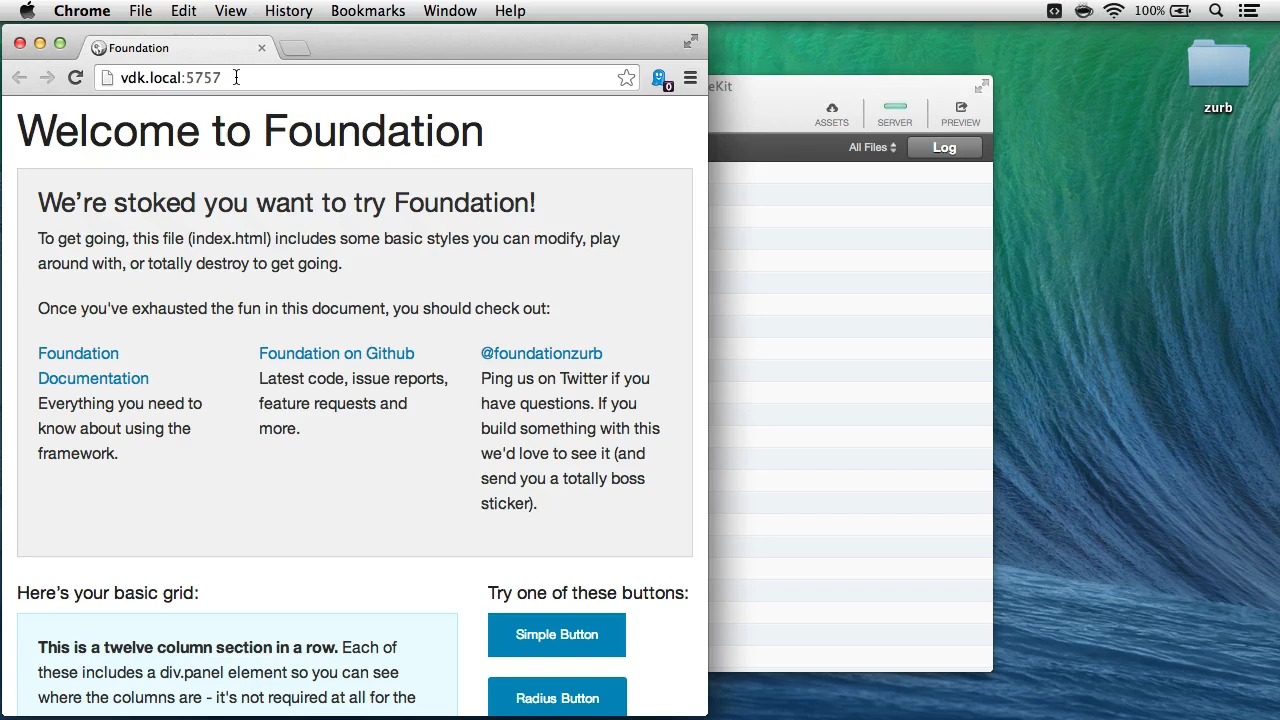 Chrome File Edit View History Bookmarks Window Help 100%
Foundation
vdk.local:5757
0
eKit
ASSETS SERVER PREVIEW
All Files Log
zurb
Welcome to Foundation
We’re stoked you want to try Foundation!
To get going, this file (index.html) includes some basic styles you can modify, play
around with, or totally destroy to get going.
Once you've exhausted the fun in this document, you should check out:
Foundation
Documentation
Everything you need to
know about using the
framework.
Foundation on Github
Latest code, issue reports,
feature requests and
more.
@foundationzurb
Ping us on Twitter if you
have questions. If you
build something with this
we'd love to see it (and
send you a totally boss
sticker).
Here’s your basic grid:
This is a twelve column section in a row. Each of
these includes a div.panel element so you can see
where the columns are - it's not required at all for the
Try one of these buttons:
Simple Button
Radius Button